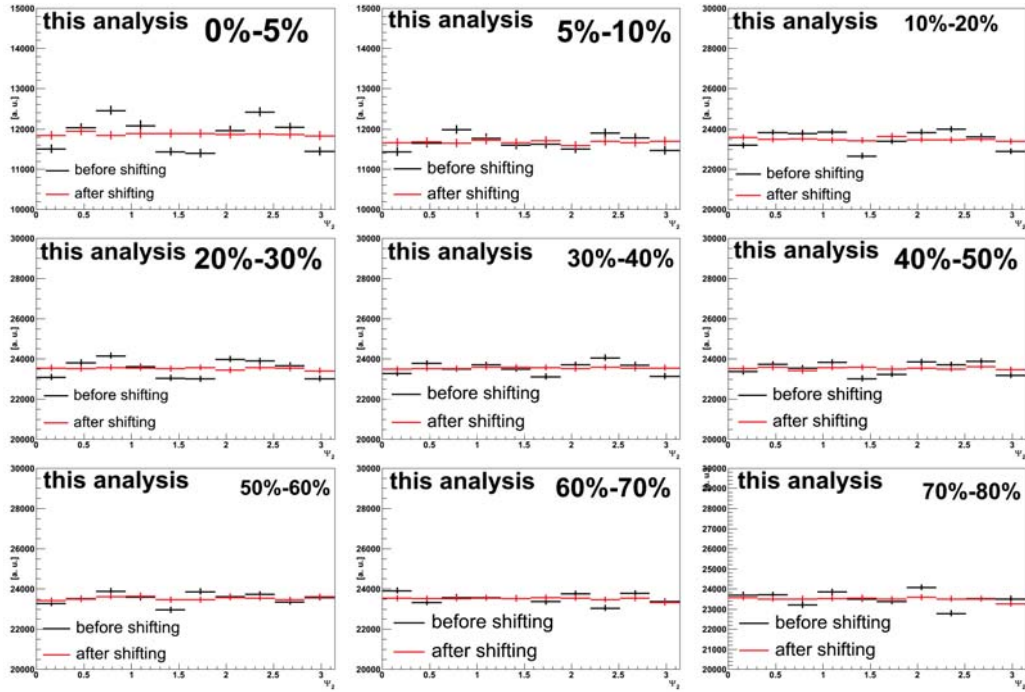 this analysis 0%-5%
15000
14000
13000
12000
11000
10000
[a. u.]
before shifting
after shifting
0 0.5 1 1.5 2 2.5 3
Ψ2
this analysis 5%-10%
15000
14000
13000
12000
11000
10000
[a. u.]
before shifting
after shifting
0 0.5 1 1.5 2 2.5 3
Ψ2
this analysis 10%-20%
30000
28000
26000
24000
22000
20000
[a. u.]
before shifting
after shifting
0 0.5 1 1.5 2 2.5 3
Ψ2
this analysis
20%-30%
30000
28000
26000
24000
22000
20000
[a. u.]
before shifting
after shifting
0 0.5 1 1.5 2 2.5 3
Ψ2
this analysis
30%-40%
30000
28000
26000
24000
22000
20000
[a. u.]
before shifting
after shifting
0 0.5 1 1.5 2 2.5 3
Ψ2
this analysis
40%-50%
30000
28000
26000
24000
22000
20000
[a. u.]
before shifting
after shifting
0 0.5 1 1.5 2 2.5 3
Ψ2
this analysis
50%-60%
30000
28000
26000
24000
22000
20000
[a. u.]
before shifting
after shifting
0 0.5 1 1.5 2 2.5 3
Ψ2
this analysis
60%-70%
30000
28000
26000
24000
22000
20000
[a. u.]
before shifting
after shifting
0 0.5 1 1.5 2 2.5 3
Ψ2
this analysis
70%-80%
30000
29000
28000
27000
26000
25000
24000
23000
22000
21000
20000
[a. u.]
before shifting
after shifting
0 0.5 1 1.5 2 2.5 3
Ψ2